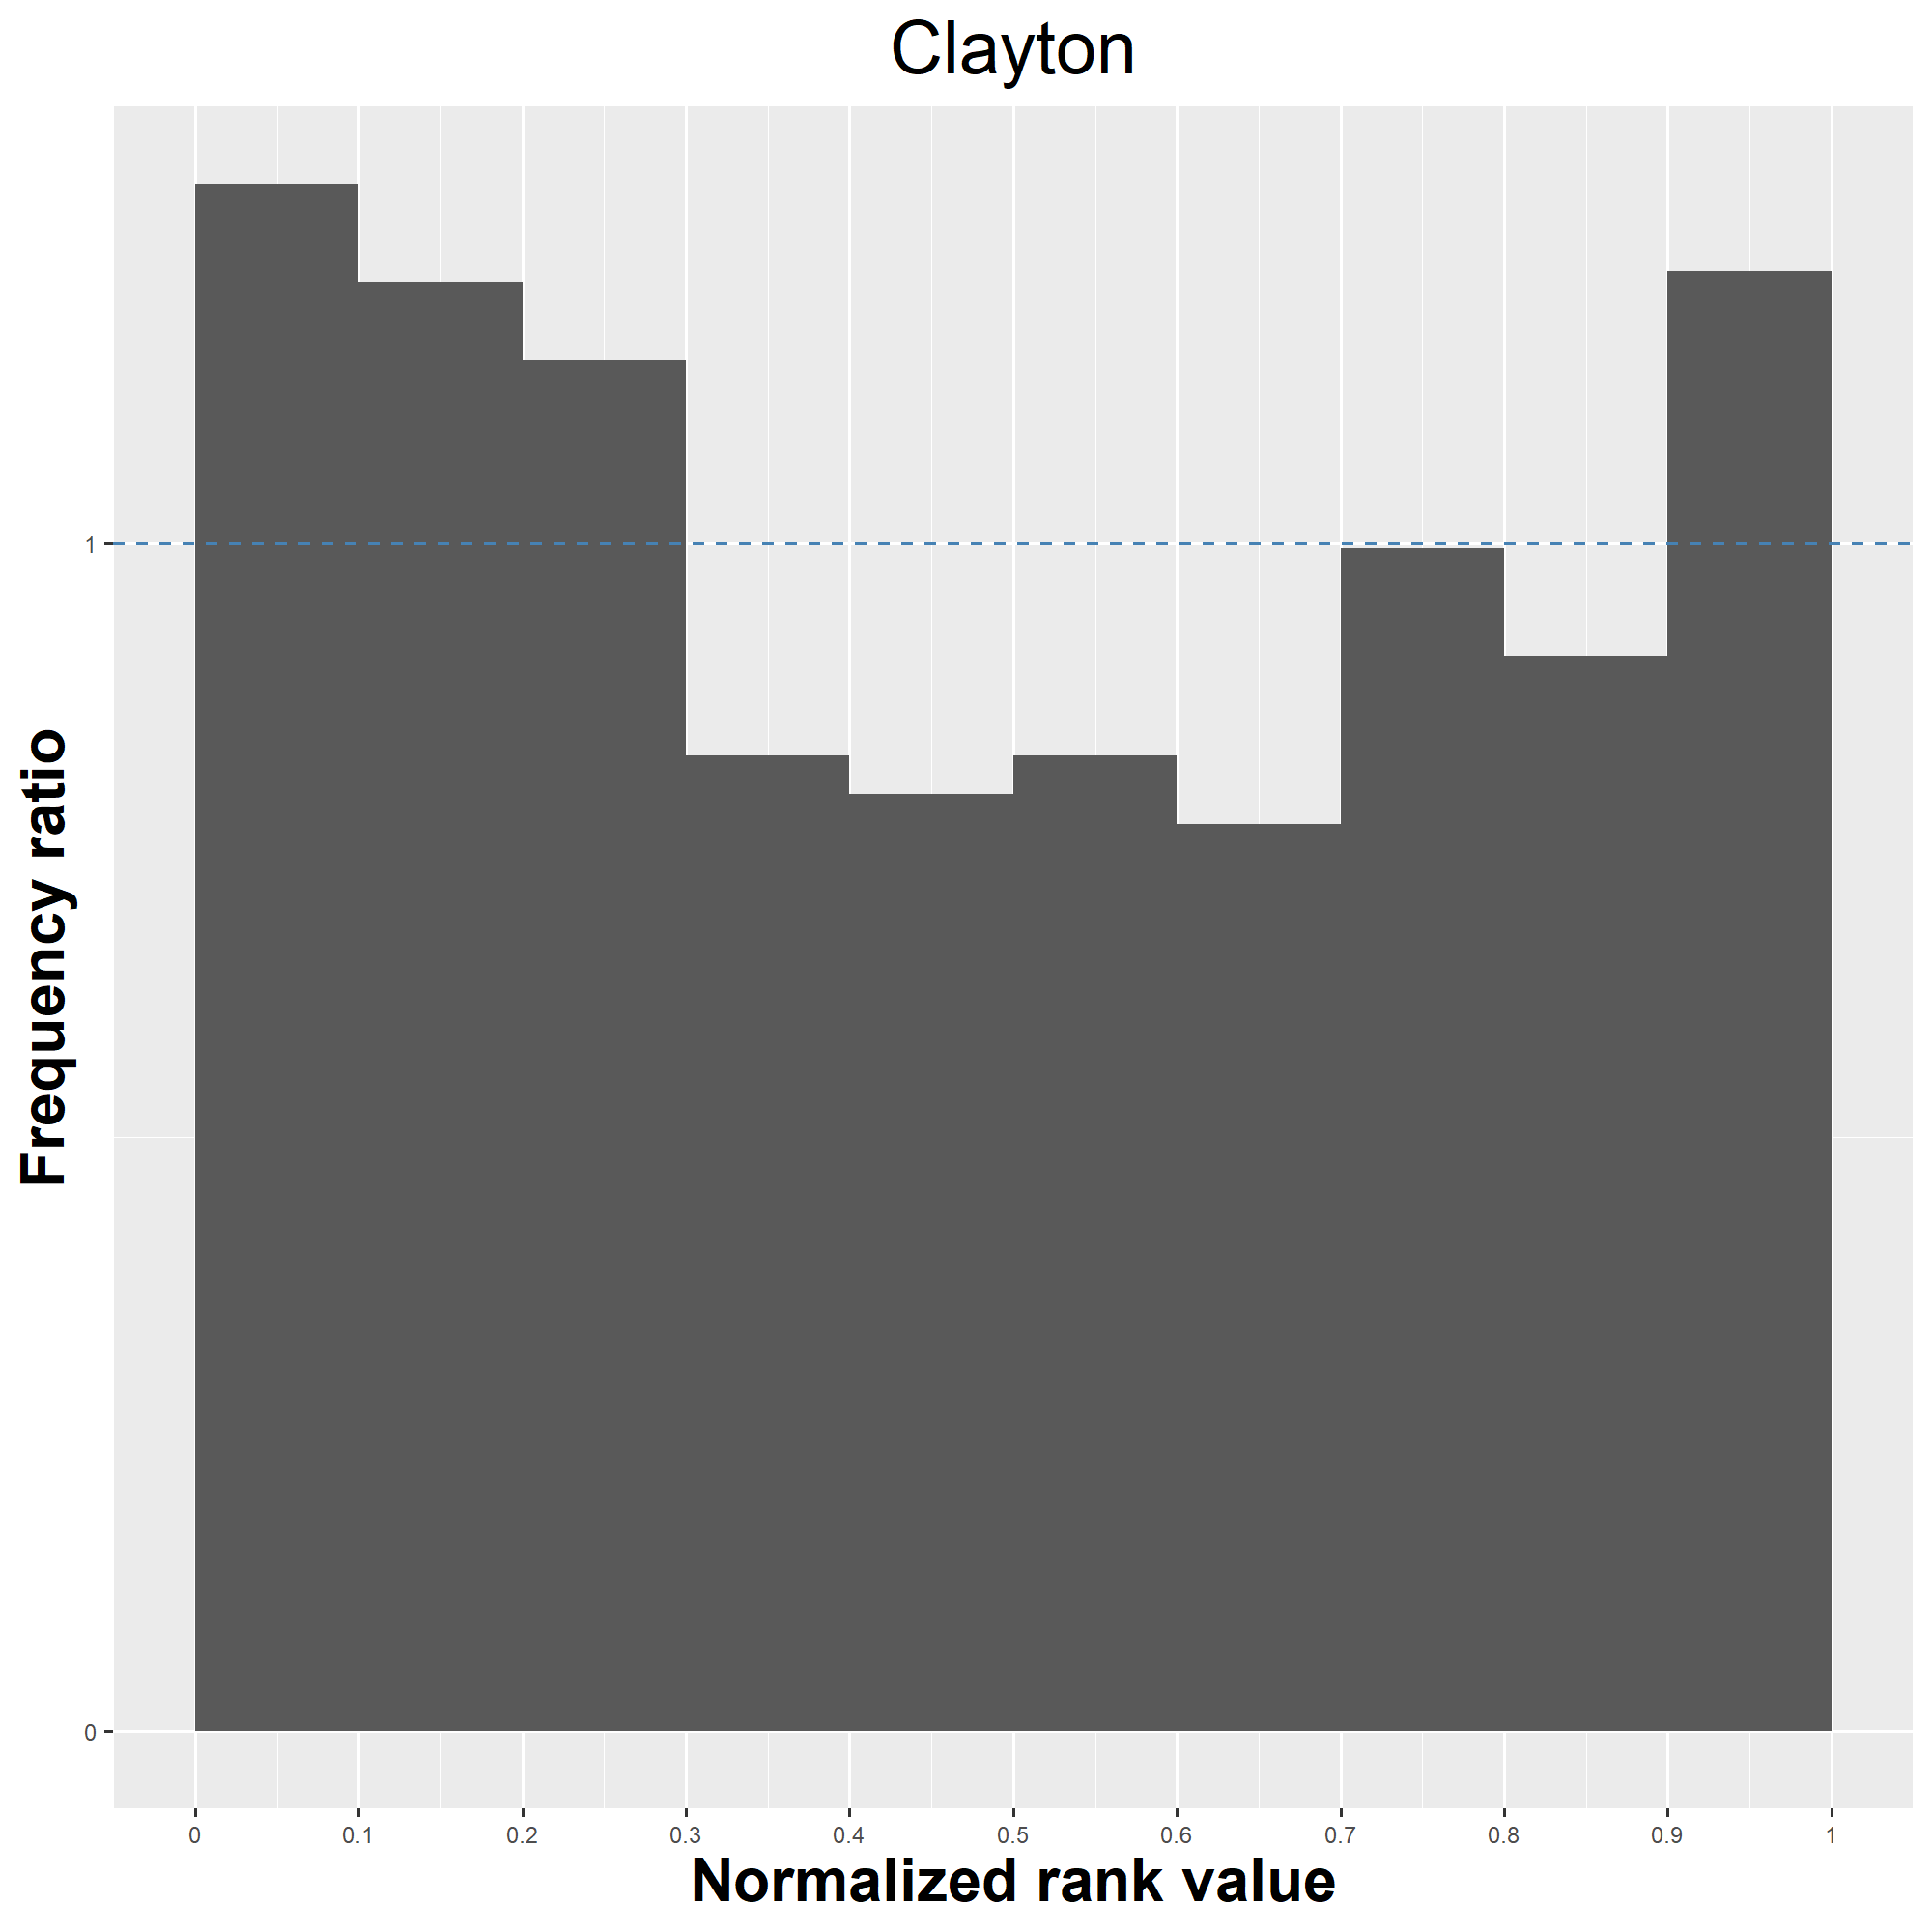 Clayton
Frequency ratio
1
0
0 0.1 0.2 0.3 0.4 0.5 0.6 0.7 0.8 0.9 1
Normalized rank value